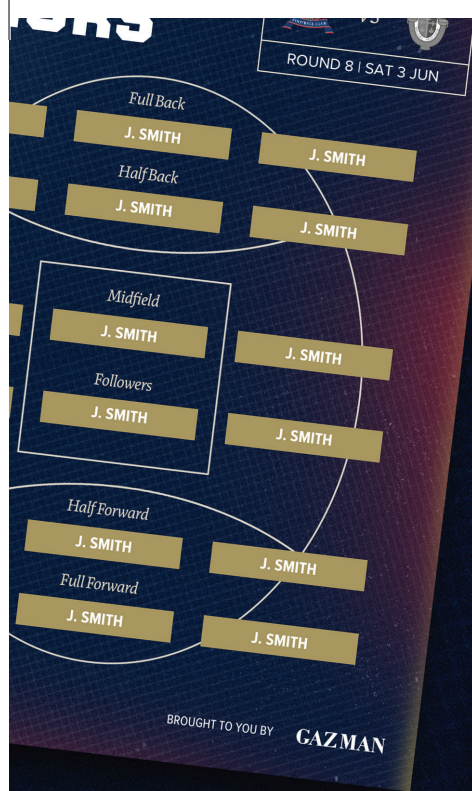 VS
ROUND 8 | SAT 3 JUN
Full Back
J. SMITH
J. SMITH
Half Back
J. SMITH
J. SMITH
Midfield
J. SMITH
J. SMITH
Followers
J. SMITH
J. SMITH
Half Forward
J. SMITH
J. SMITH
Full Forward
J. SMITH
J. SMITH
BROUGHT TO YOU BY GAZMAN